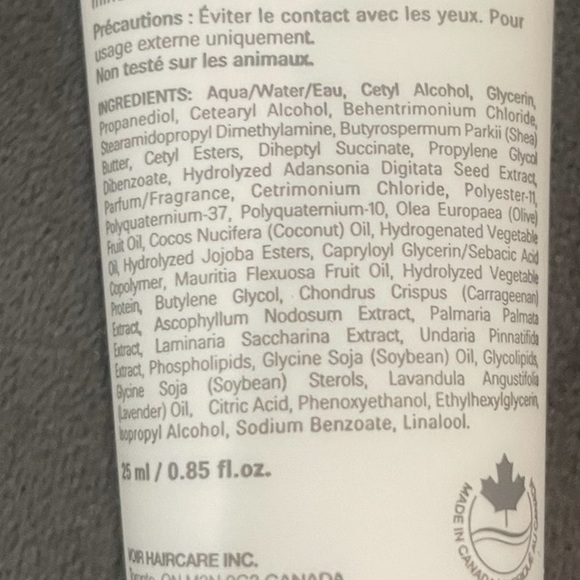 Précautions : Éviter le contact avec les yeux. Pour
usage externe uniquement.
Non testé sur les animaux.
INGREDIENTS: Aqua/Water/Eau, Cetyl Alcohol, Glycerin,
Propanediol, Cetearyl Alcohol, Behentrimonium Chloride,
Stearamidopropyl Dimethylamine, Butyrospermum Parkii (Shea)
Butter, Cetyl Esters, Diheptyl Succinate, Propylene Glycol
Dibenzoate, Hydrolyzed Adansonia Digitata Seed Extract,
Parfum/Fragrance, Cetrimonium Chloride, Polyester-11,
Polyquaternium-37, Polyquaternium-10, Olea Europaea (Olive)
Fruit Oil, Cocos Nucifera (Coconut) Oil, Hydrogenated Vegetable
Oil, Hydrolyzed Jojoba Esters, Capryloyl Glycerin/Sebacic Acid
Copolymer, Mauritia Flexuosa Fruit Oil, Hydrolyzed Vegetable
Protein, Butylene Glycol, Chondrus Crispus (Carrageenan)
Extract, Ascophyllum Nodosum Extract, Palmaria Palmata
Extract, Laminaria Saccharina Extract, Undaria Pinnatifida
Extract, Phospholipids, Glycine Soja (Soybean) Oil, Glycolipids,
Glycine Soja (Soybean) Sterols, Lavandula Angustifolia
(Lavender) Oil, Citric Acid, Phenoxyethanol, Ethylhexylglycerin,
Isopropyl Alcohol, Sodium Benzoate, Linalool.
25 ml / 0.85 fl.oz.
MADE IN CANADA
VOIR HAIRCARE INC.
CANADA